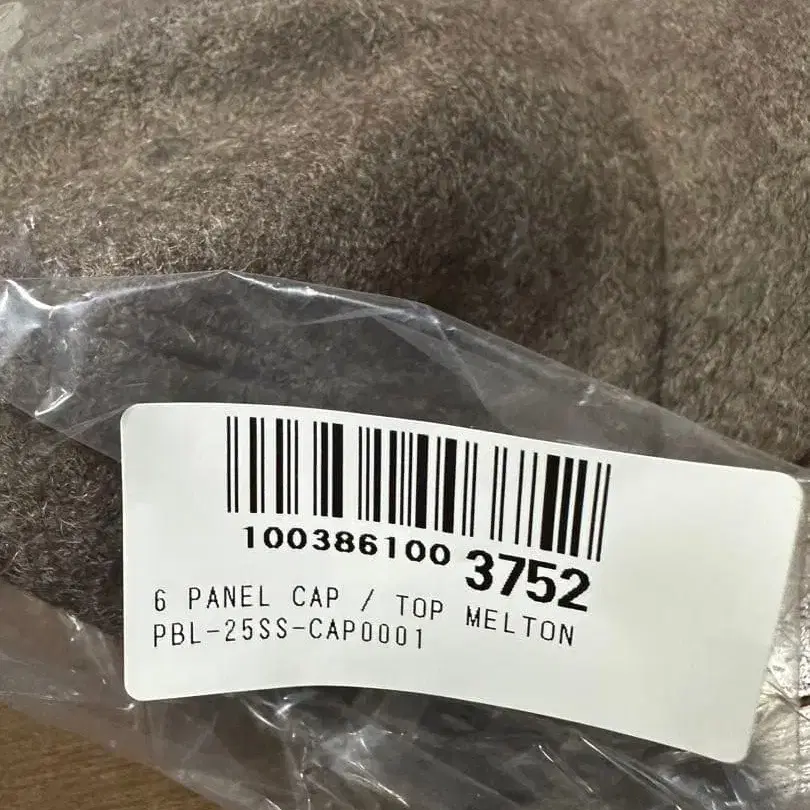 100386100 3752
6 PANEL CAP / TOP MELTON
PBL-25SS-CAP0001